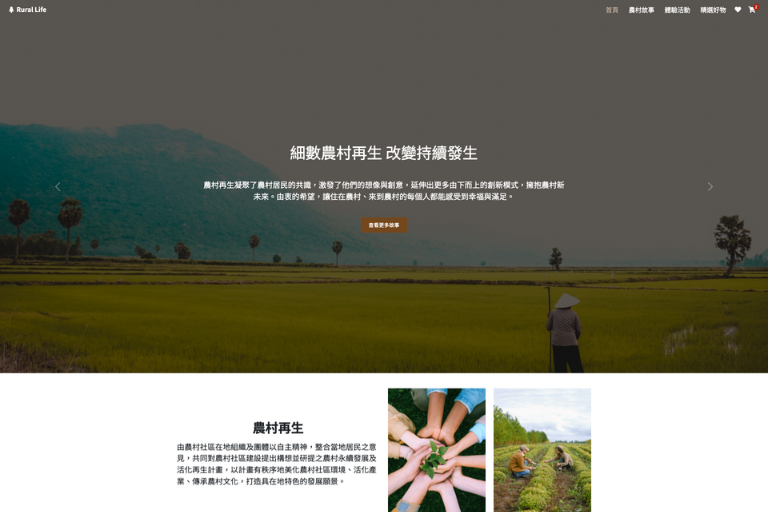 Rural Life
首頁 農村故事 體驗活動 精選好物
2
細數農村再生 改變持續發生
農村再生凝聚了農村居民的共識，激發了他們的想像與創意，延伸出更多由下而上的創新模式，擁抱農村新
未來。由衷的希望，讓住在農村、來到農村的每個人都能感受到幸福與滿足。
查看更多故事
農村再生
由農村社區在地組織及團體以自主精神，整合當地居民之意
見，共同對農村社區建設提出構想並研提之農村永續發展及
活化再生計畫，以計畫有秩序地美化農村社區環境、活化產
業、傳承農村文化，打造具在地特色的發展願景。